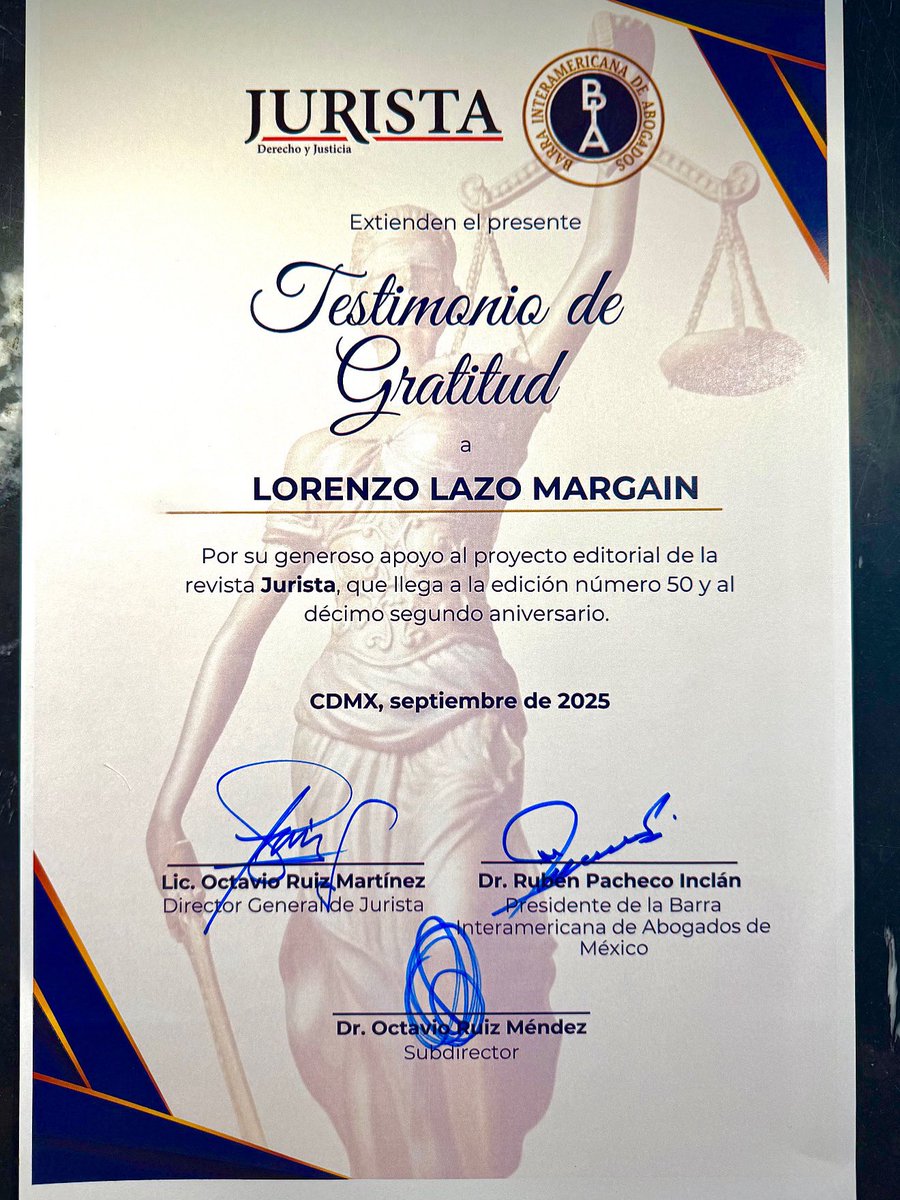 JURISTA
Derecho y Justicia
BARRA INTERAMERICANA DE ABOGADOS
BIA
Extienden el presente
Testimonio de
Gratitud
a
LORENZO LAZO MARGAIN
Por su generoso apoyo al proyecto editorial de la
revista Jurista, que llega a la edición número 50 y al
décimo segundo aniversario.
CDMX, septiembre de 2025
Lic. Octavio Ruiz Martínez
Director General de Jurista
Dr. Rubén Pacheco Inclán
Presidente de la Barra
Interamericana de Abogados de
México
Dr. Octavio Ruiz Méndez
Subdirector